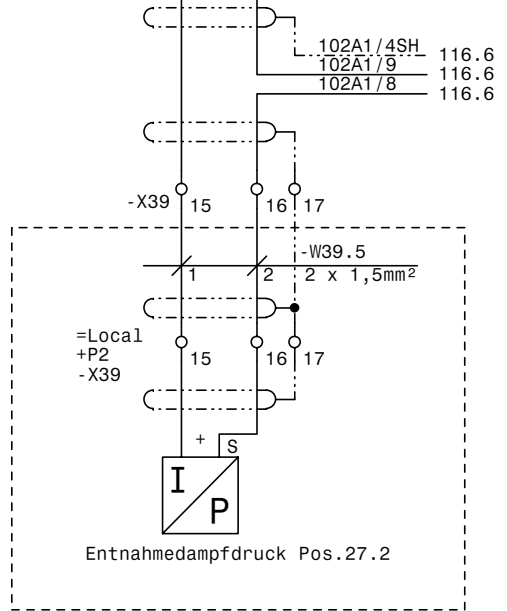 102A1/4SH 116.6
102A1/9 116.6
102A1/8 116.6
-X39 15 16 17
-W39.5
1 2 2 x 1,5mm²
=Local
+P2
-X39
15 16 17
+ S
I
P
Entnahmedampfdruck Pos.27.2